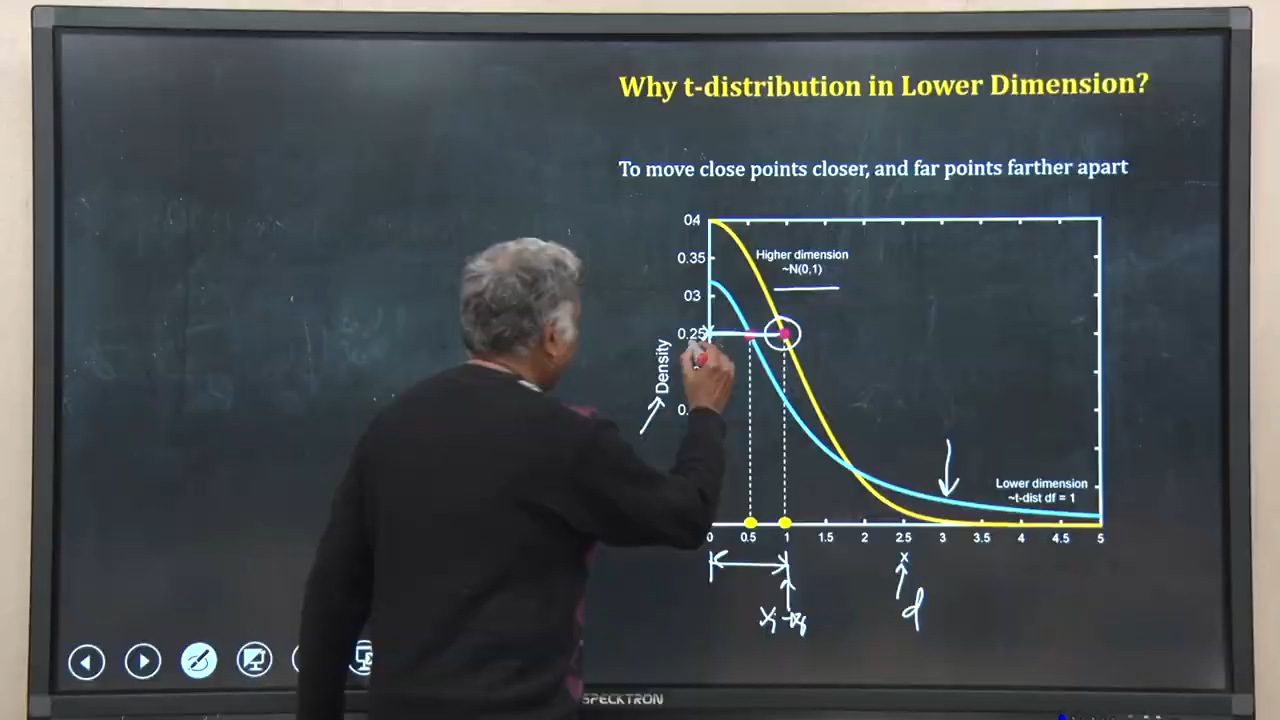 Why t-distribution in Lower Dimension?
To move close points closer, and far points farther apart
04
0.35
03
0.25
0.
Density
Higher dimension
~N(0,1)
Lower dimension
~t-dist df = 1
0 0.5 1 1.5 2 2.5 3 3.5 4 4.5 5
x
d
SPECKTRON